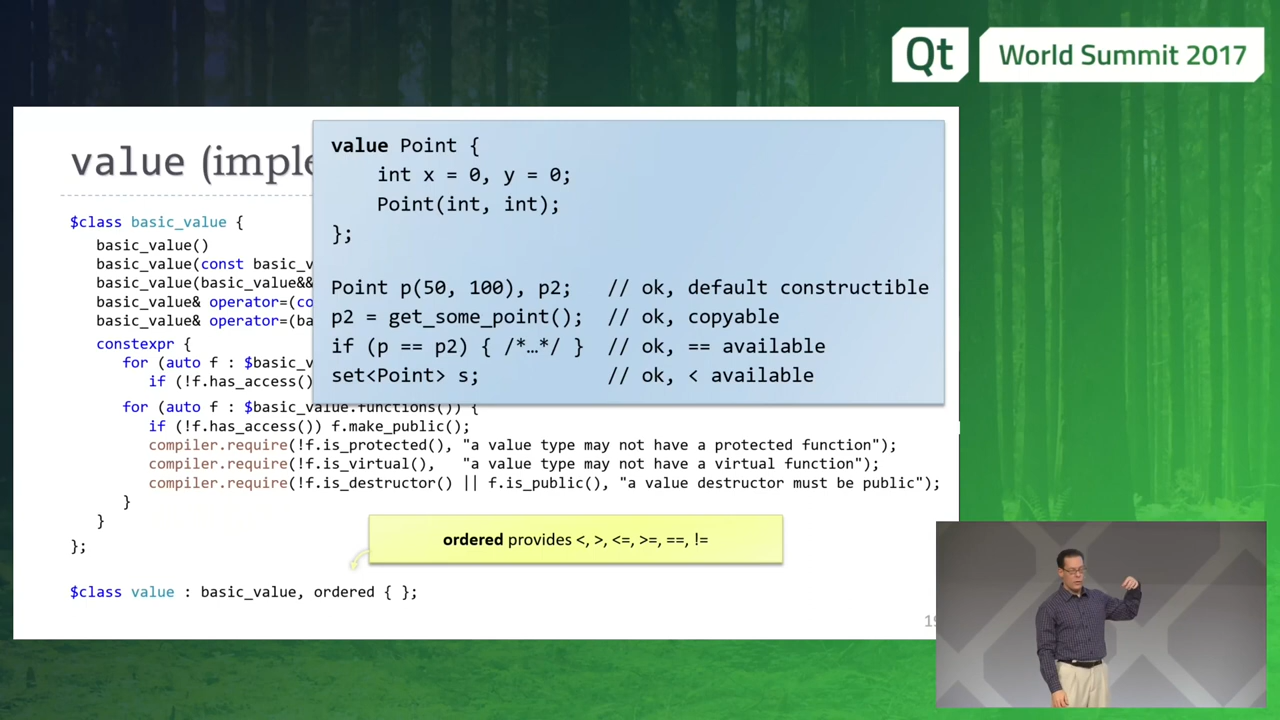 Qt World Summit 2017
value (imple
value Point {
int x = 0, y = 0;
Point(int, int);
};
Point p(50, 100), p2; // ok, default constructible
p2 = get_some_point(); // ok, copyable
if (p == p2) { /*…*/ } // ok, == available
set<Point> s; // ok, < available
$class basic_value {
basic_value()
basic_value(const basic_v
basic_value(basic_value&&
basic_value& operator=(co
basic_value& operator=(ba
constexpr {
for (auto f : $basic_v
if (!f.has_access()
for (auto f : $basic_value.functions()) {
if (!f.has_access()) f.make_public();
compiler.require(!f.is_protected(), "a value type may not have a protected function");
compiler.require(!f.is_virtual(), "a value type may not have a virtual function");
compiler.require(!f.is_destructor() || f.is_public(), "a value destructor must be public");
}
}
};
ordered provides <, >, <=, >=, ==, !=
$class value : basic_value, ordered { };